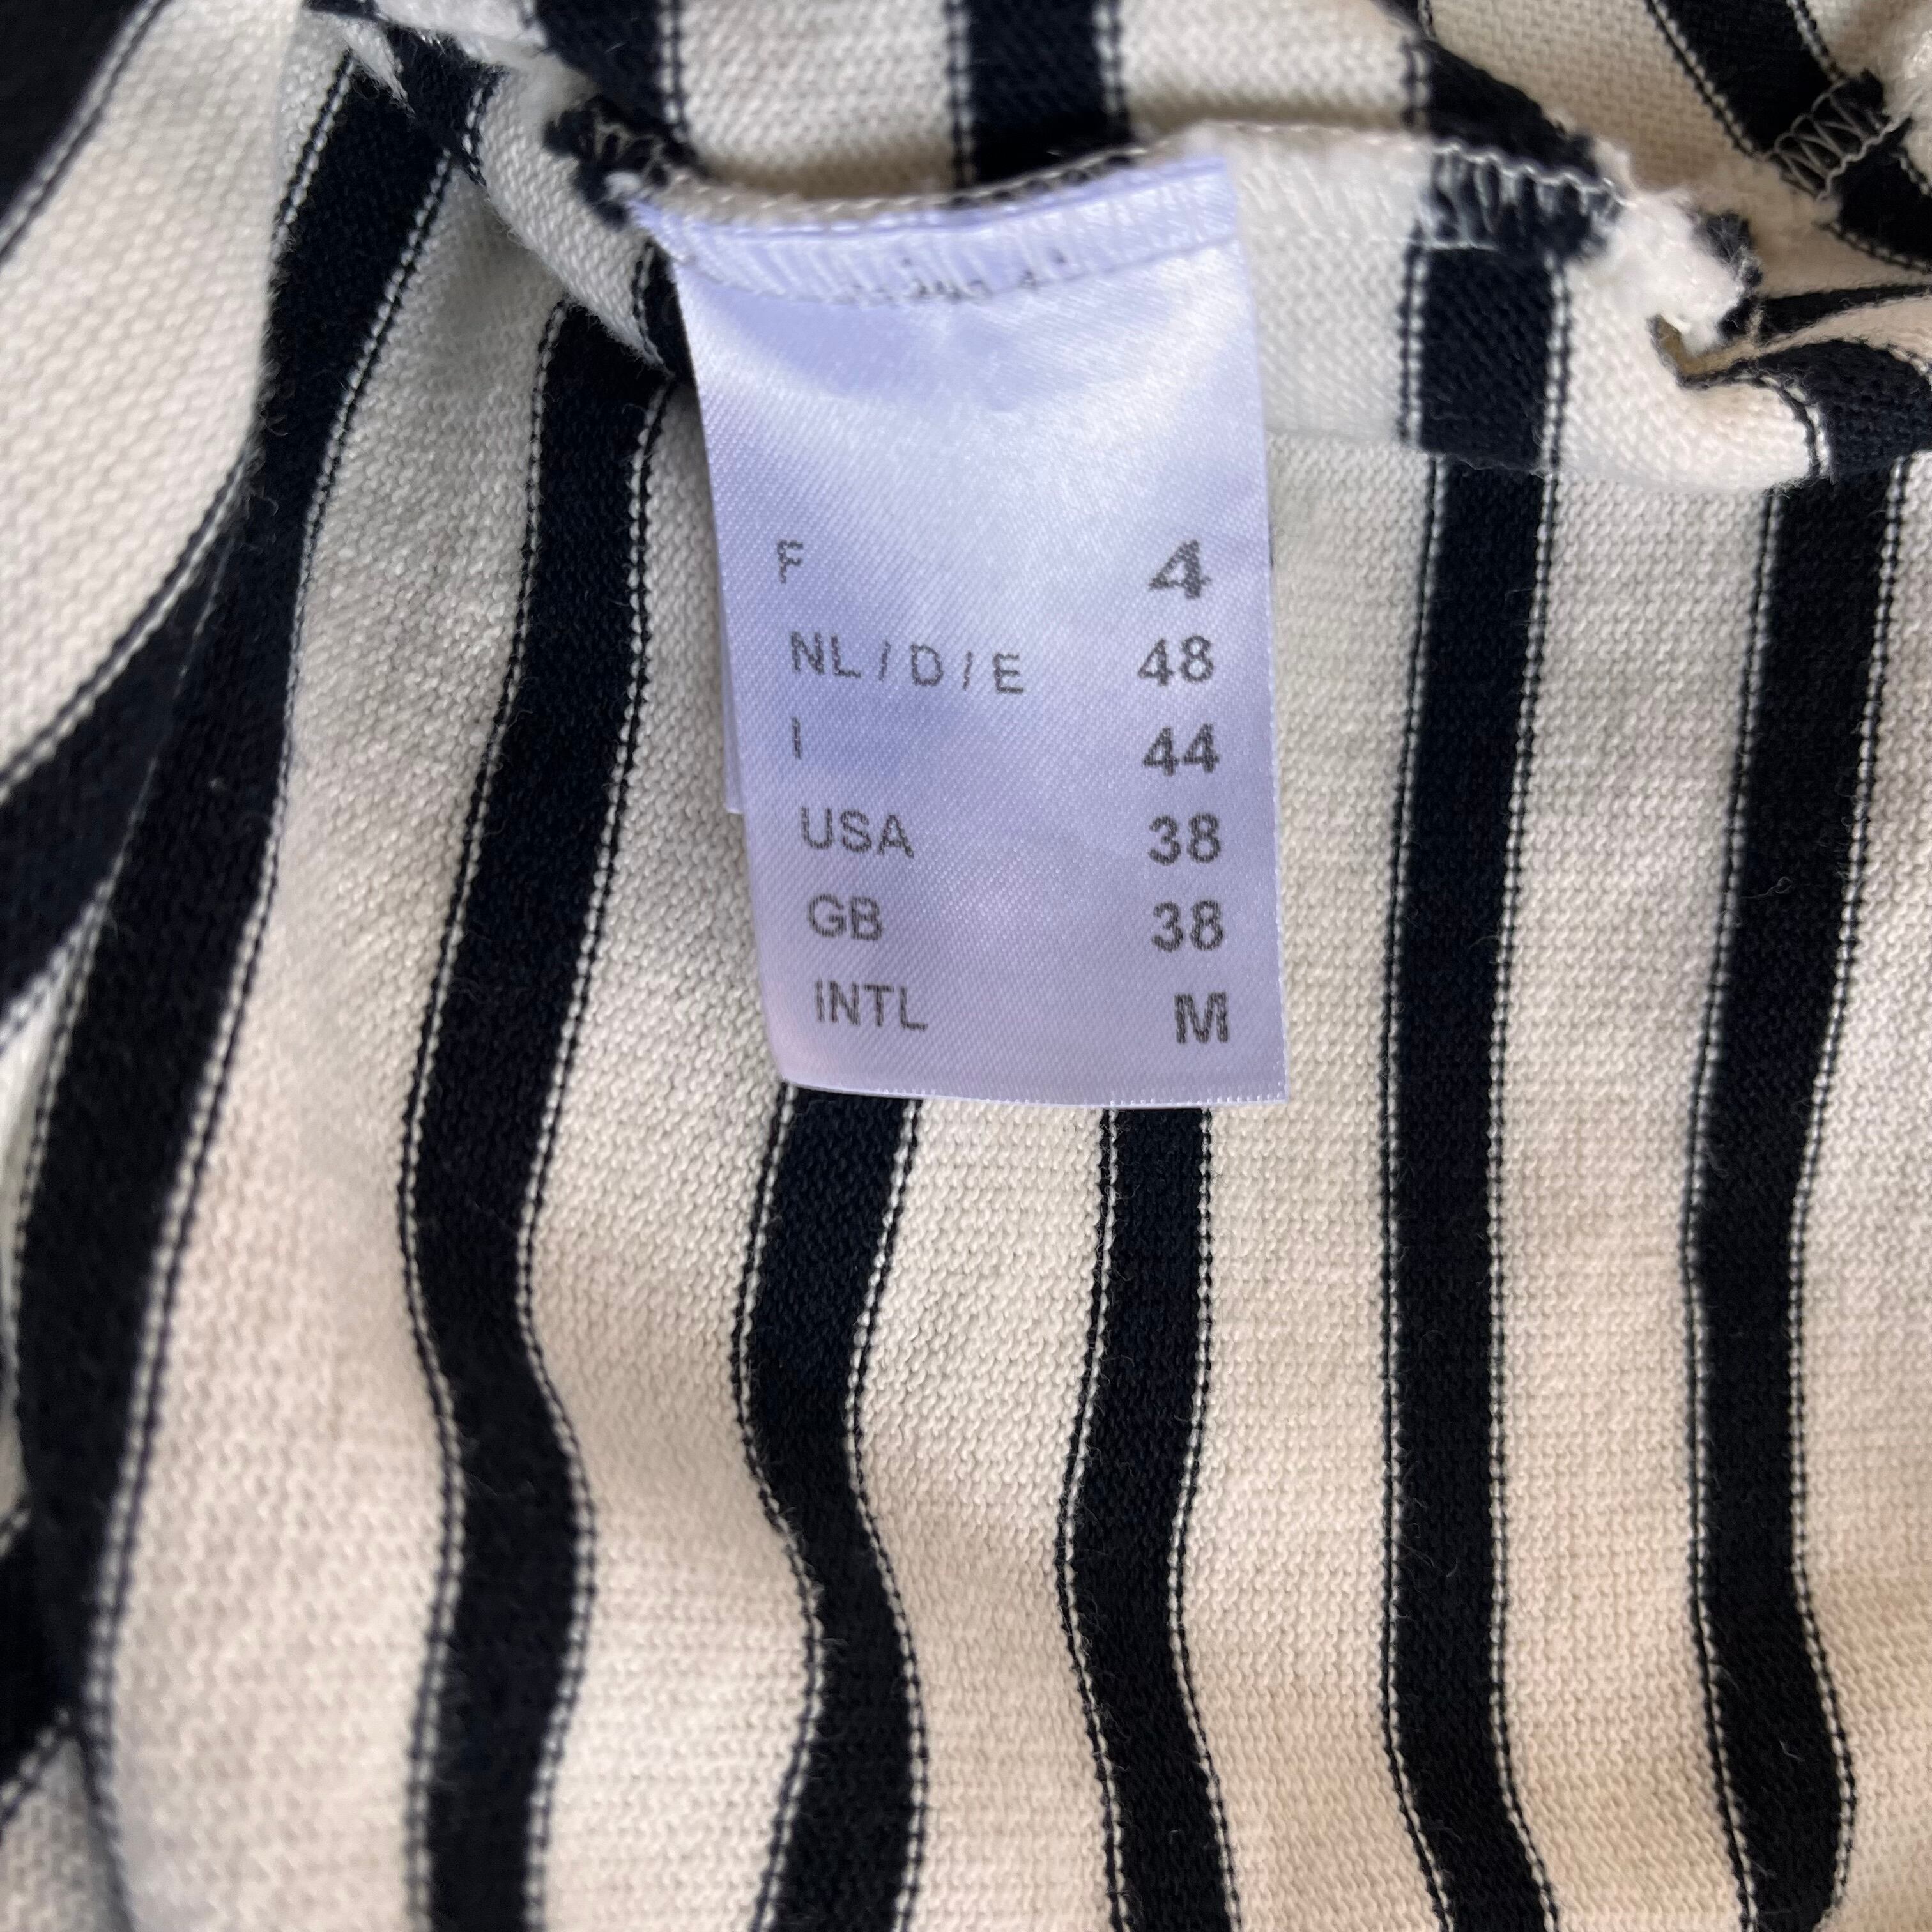 F 4
NL / D / E 48
I 44
USA 38
GB 38
INTL M